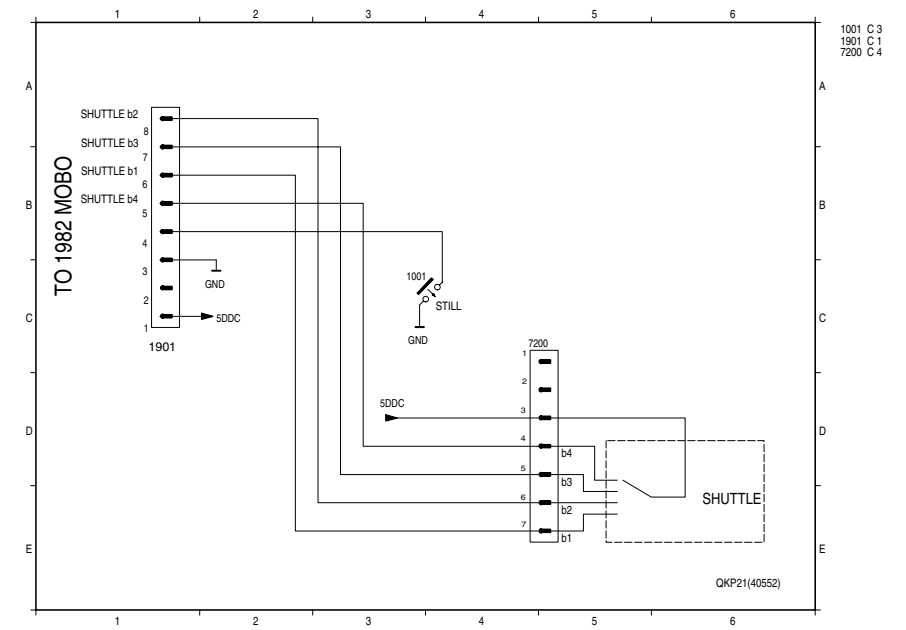 1 2 3 4 5 6
1001 C 3
1901 C 1
7200 C 4
A A
SHUTTLE b2
8
SHUTTLE b3
7
SHUTTLE b1
6
SHUTTLE b4
5
B B
TO 1982 MOBO
4
3
GND
2
1
5DDC
1901
1001
STILL
GND
C C
7200
1
2
5DDC
3
4
b4
D D
5
b3
6
b2
SHUTTLE
7
b1
E E
QKP21(40552)
1 2 3 4 5 6